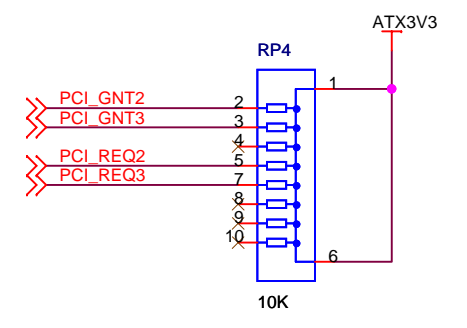 ATX3V3
RP4
1
PCI_GNT2 2
PCI_GNT3 3
4
PCI_REQ2 5
PCI_REQ3 7
8
9
10
6
10K